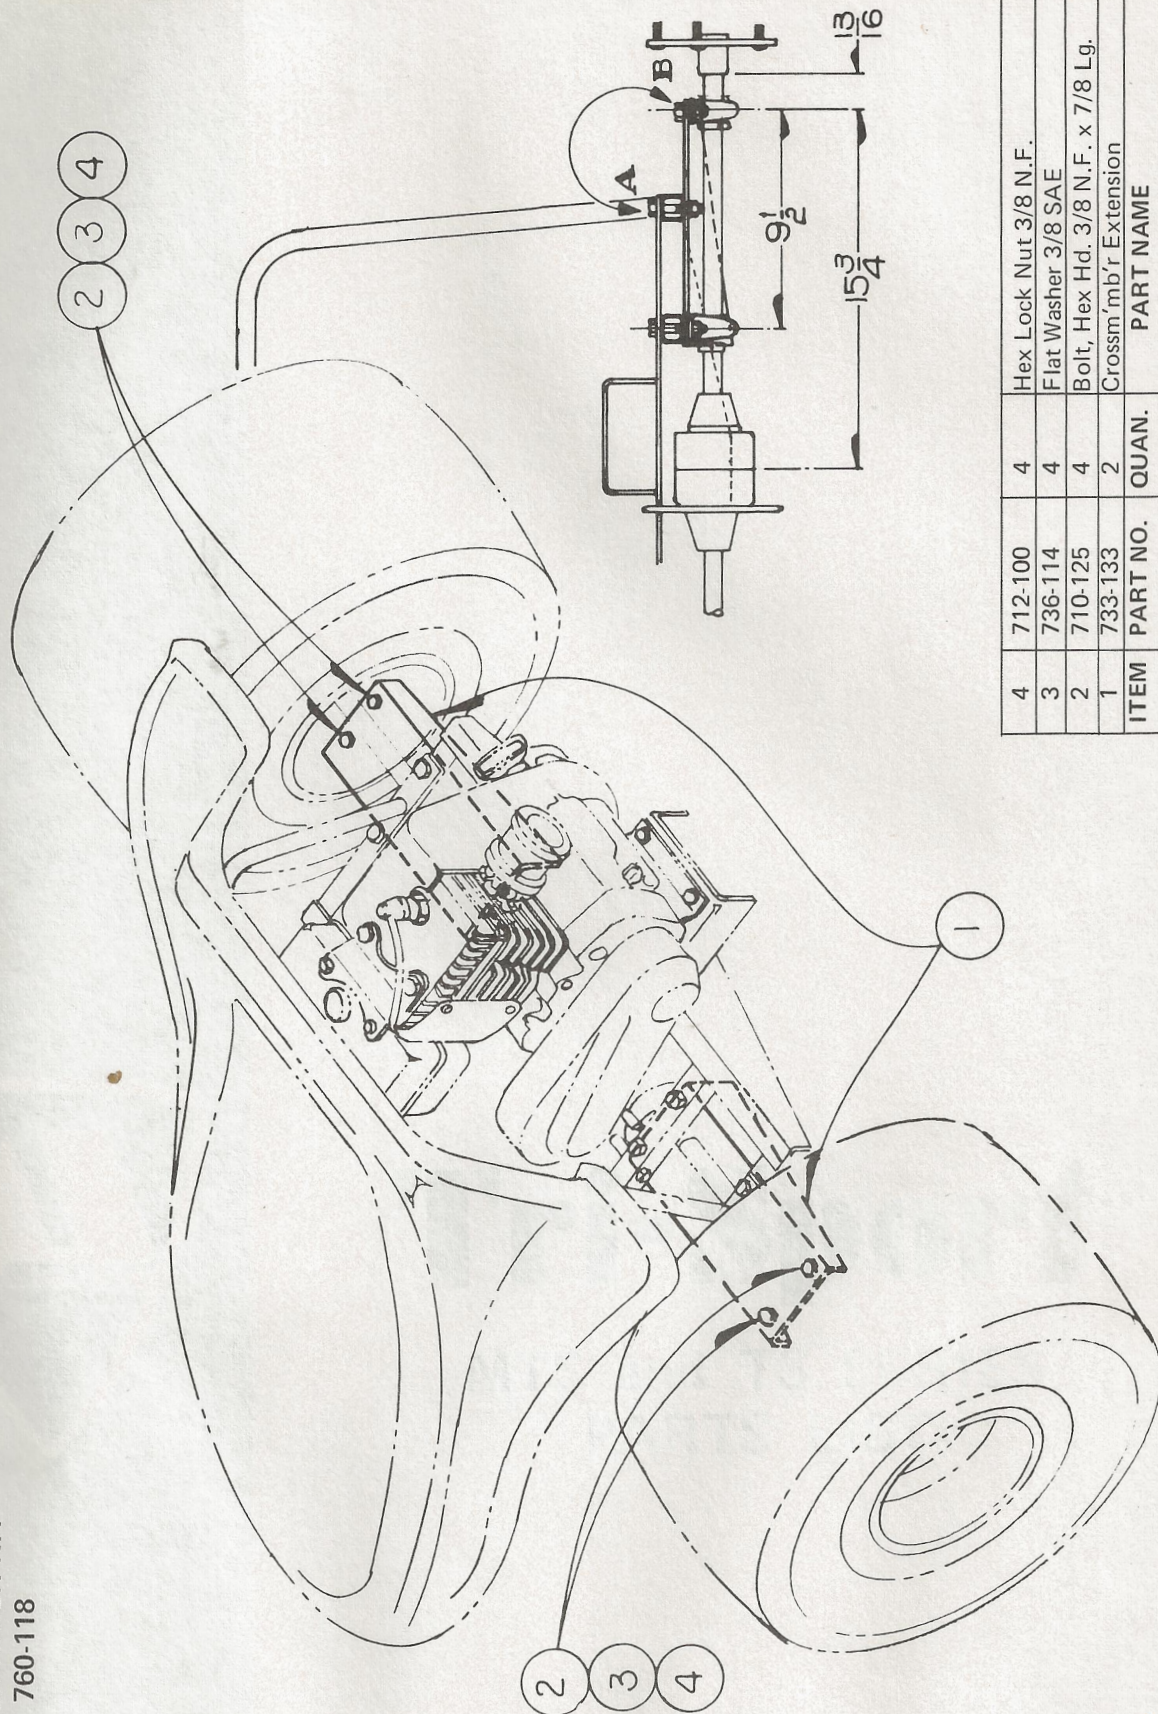 760-118
2 3 4
A
B
13/16
9 1/2
15 3/4
1
2 3 4
4 712-100 4 Hex Lock Nut 3/8 N.F.
3 736-114 4 Flat Washer 3/8 SAE
2 710-125 4 Bolt, Hex Hd. 3/8 N.F. x 7/8 Lg.
1 733-133 2 Crossm'mb'r Extension
ITEM PART NO. QUAN. PART NAME